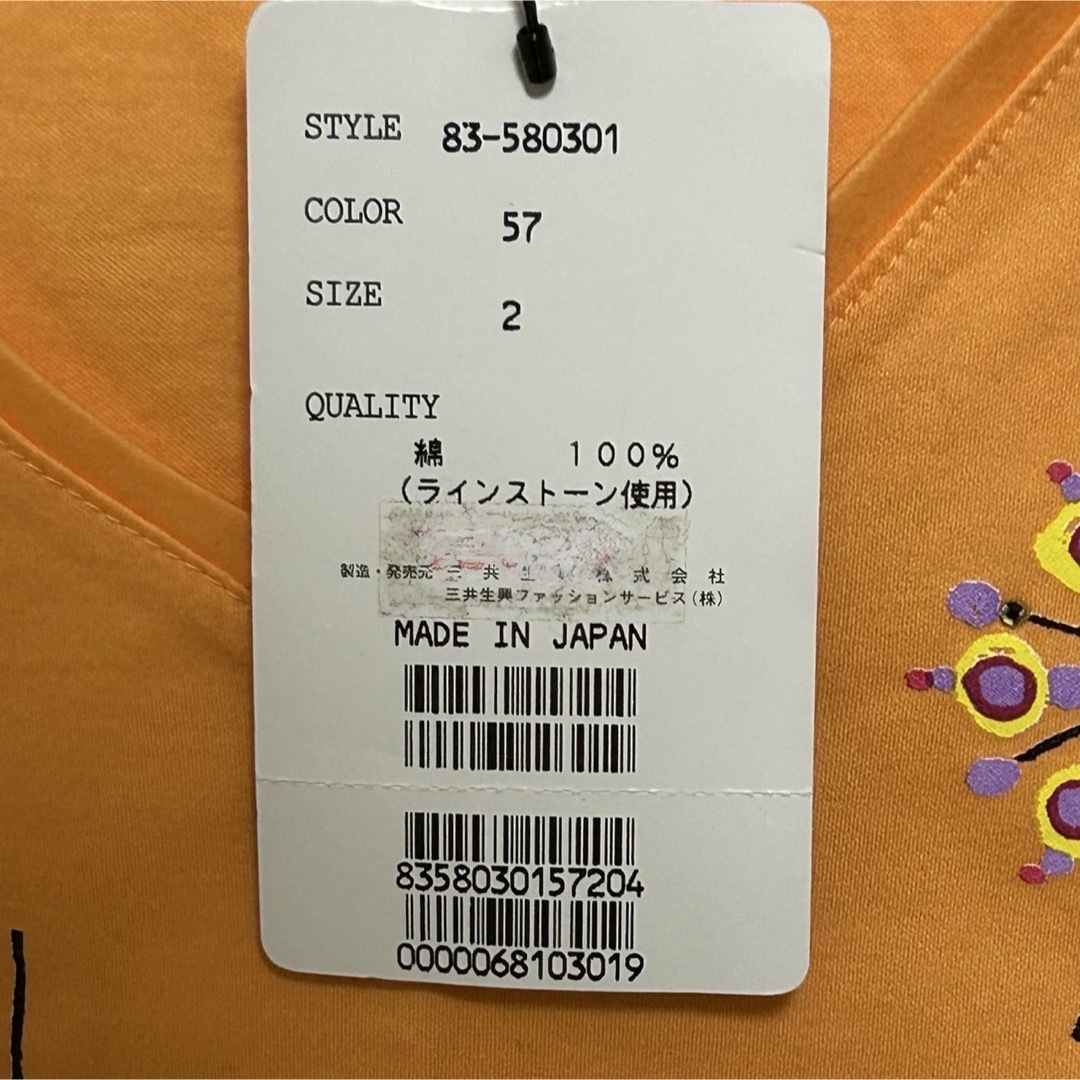 STYLE 83-580301
COLOR 57
SIZE 2
QUALITY
綿 100%
(ラインストーン使用)
製造・発売元 三共生興株式会社
三共生興ファッションサービス(株)
MADE IN JAPAN
8358030157204
0000068103019